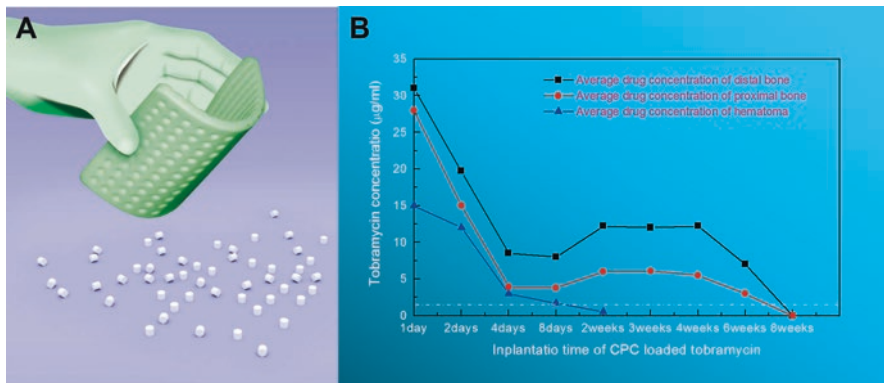 A
B
35
30
25
20
15
10
5
0
Tobramycin concentratio (µg/ml)
Average drug concentration of distal bone
Average drug concentration of proximal bone
Average drug concentration of hematoma
1day 2days 4days 8days 2weeks 3weeks 4weeks 6weeks 8weeks
Inplantatio time of CPC loaded tobramycin